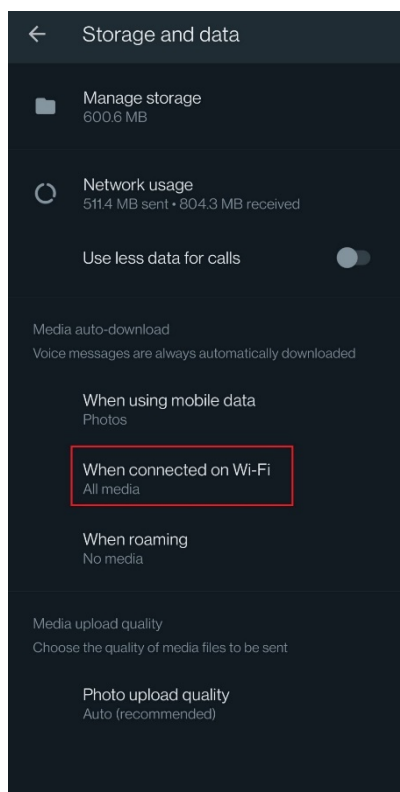 Storage and data
Manage storage
600.6 MB
Network usage
511.4 MB sent • 804.3 MB received
Use less data for calls
Media auto-download
Voice messages are always automatically downloaded
When using mobile data
Photos
When connected on Wi-Fi
All media
When roaming
No media
Media upload quality
Choose the quality of media files to be sent
Photo upload quality
Auto (recommended)